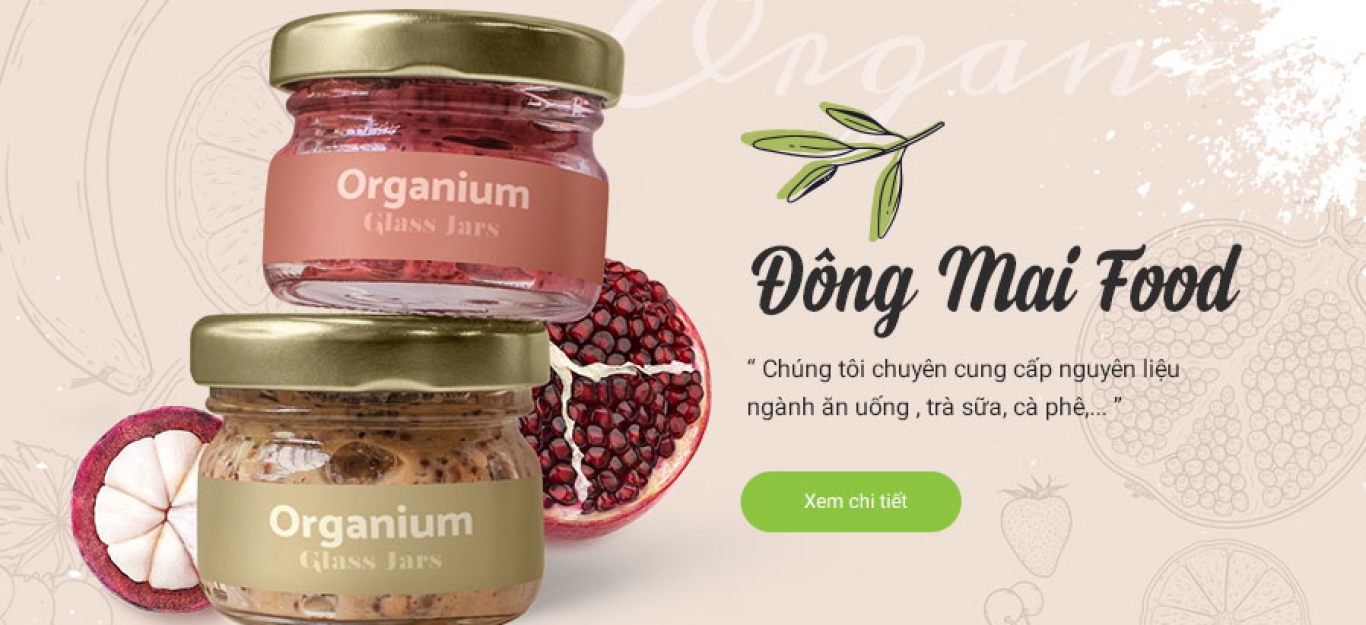 Organi
Organium
Glass Jars
Organium
Glass Jars
Đông Mai Food
“ Chúng tôi chuyên cung cấp nguyên liệu
ngành ăn uống , trà sữa, cà phê,... ”
Xem chi tiết